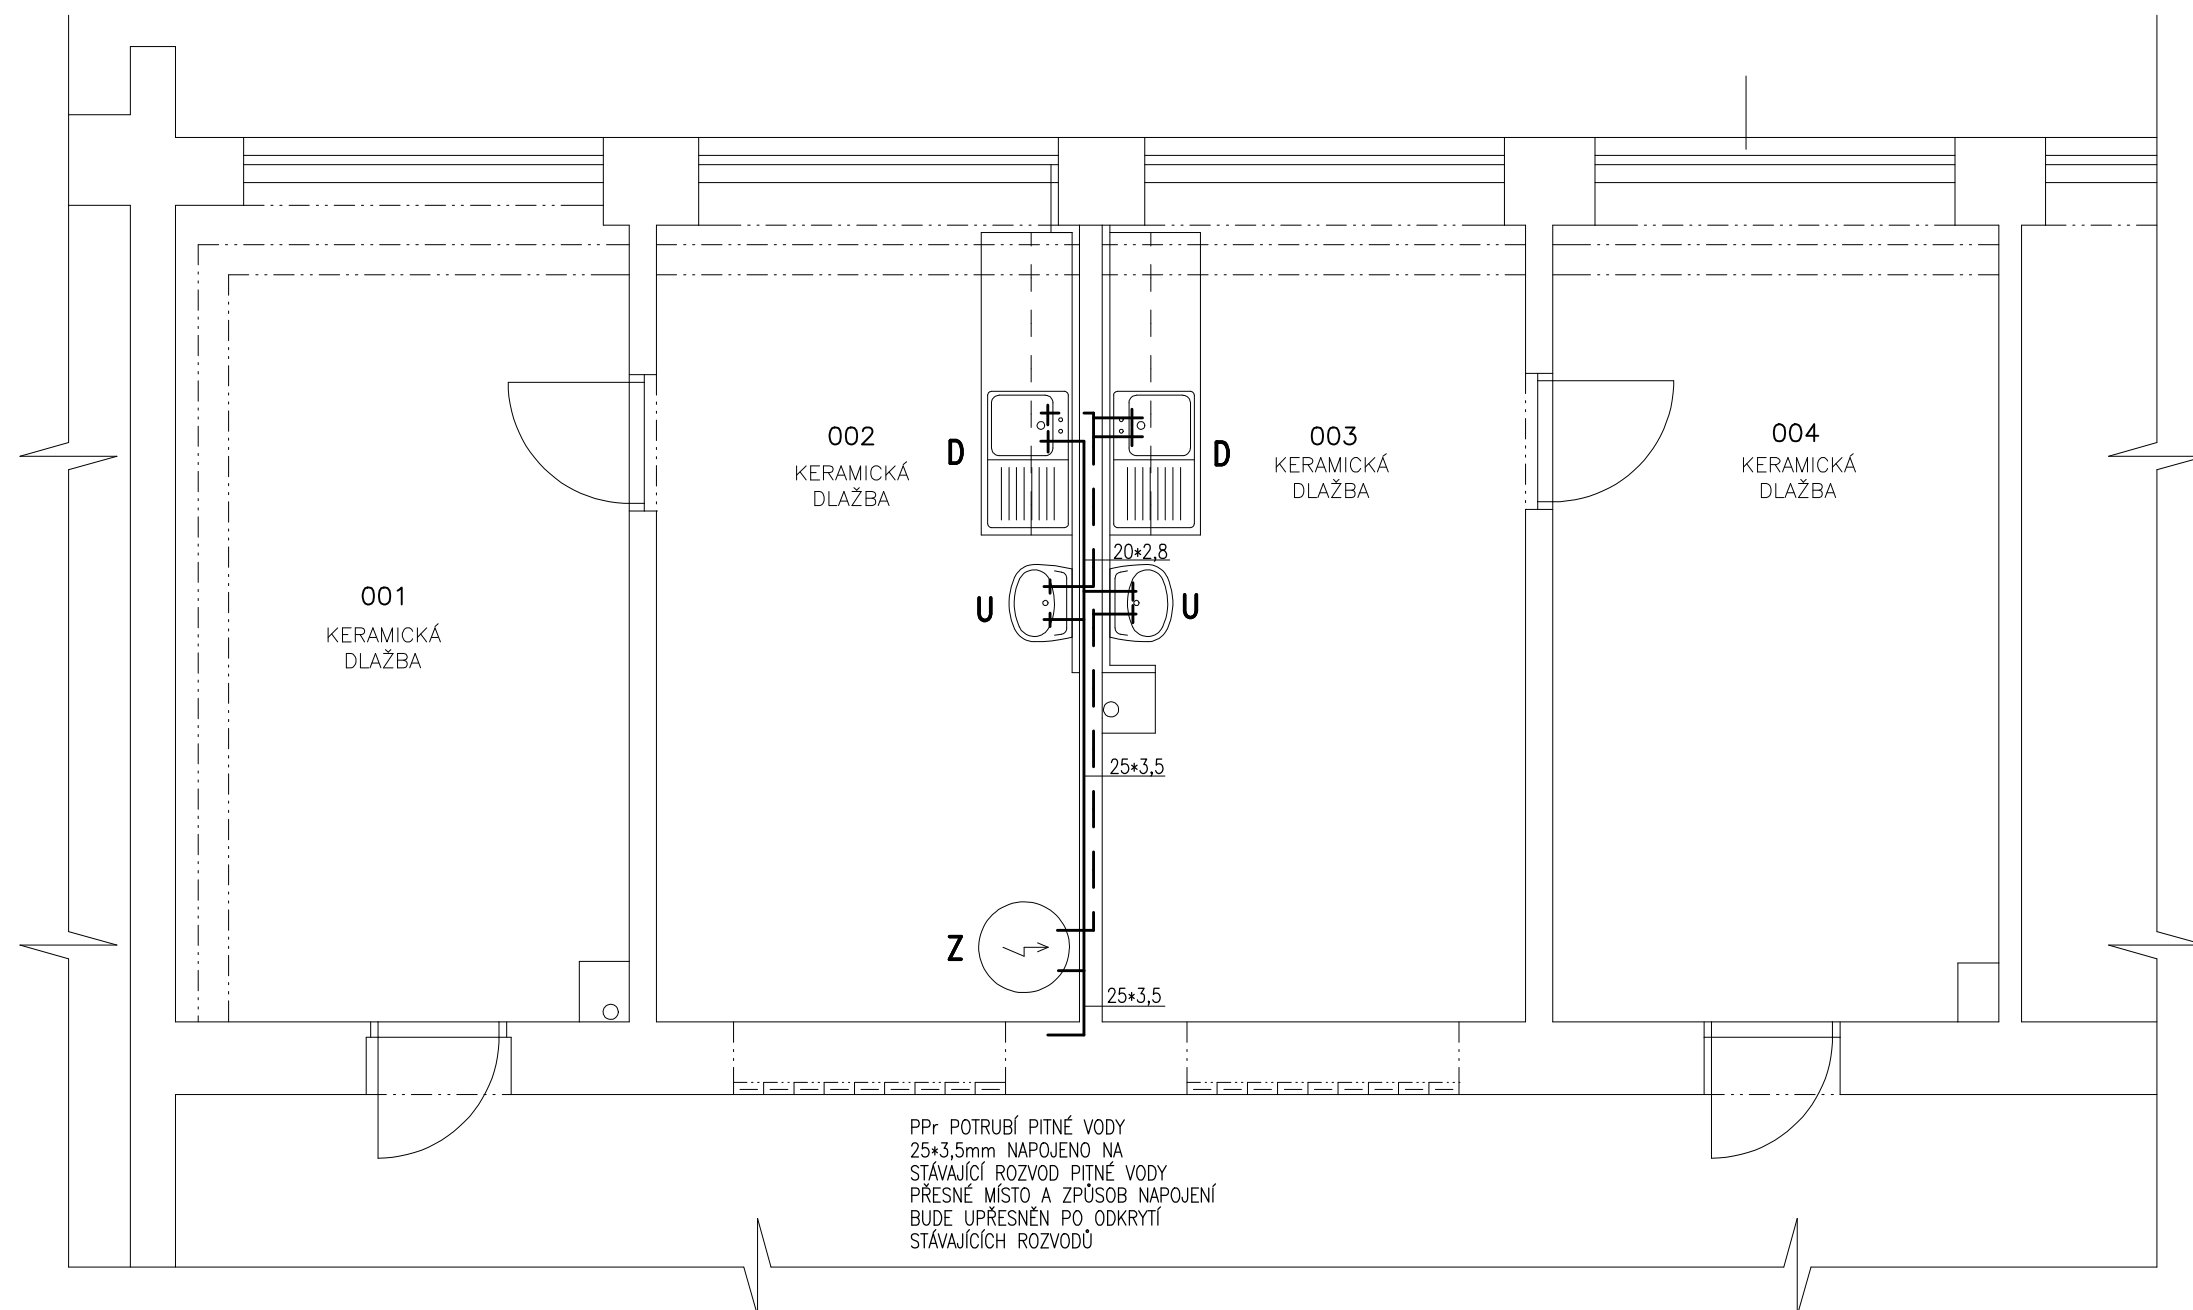 002
KERAMICKÁ
DLAŽBA
D
D
003
KERAMICKÁ
DLAŽBA
004
KERAMICKÁ
DLAŽBA
20*2,8
001
KERAMICKÁ
DLAŽBA
U
U
25*3,5
Z
25*3,5
PPr POTRUBÍ PITNÉ VODY
25*3,5mm NAPOJENO NA
STÁVAJÍCÍ ROZVOD PITNÉ VODY
PŘESNÉ MÍSTO A ZPŮSOB NAPOJENÍ
BUDE UPŘESNĚN PO ODKRYTÍ
STÁVAJÍCÍCH ROZVODŮ